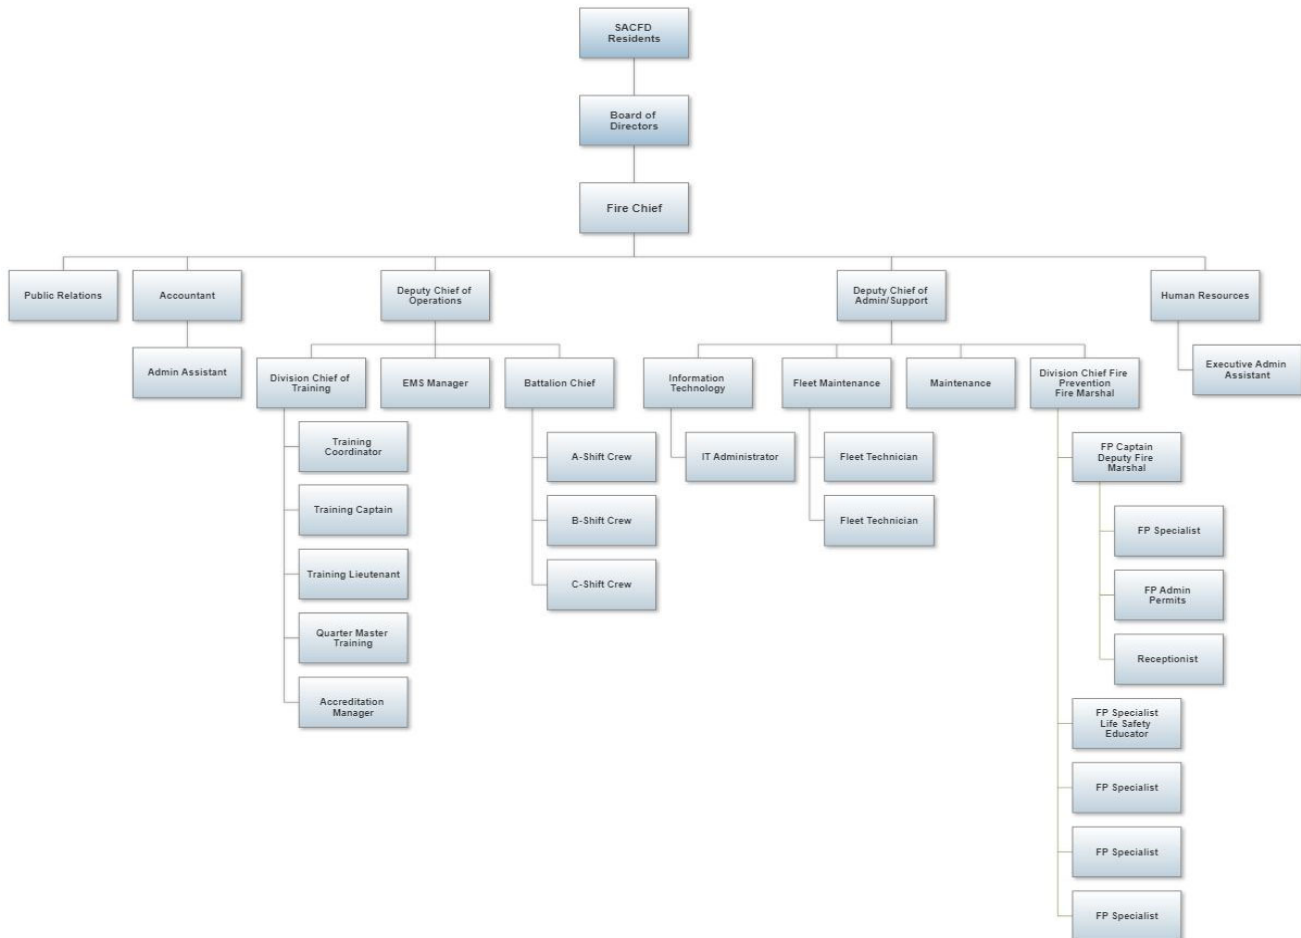 SACFD
Residents
Board of
Directors
Fire Chief
Public Relations
Accountant
Deputy Chief of
Operations
Deputy Chief of
Admin/Support
Human Resources
Admin Assistant
Division Chief of
Training
EMS Manager
Battalion Chief
Information
Technology
Fleet Maintenance
Maintenance
Division Chief Fire
Prevention
Fire Marshal
Executive Admin
Assistant
Training
Coordinator
Training Captain
Training Lieutenant
Quarter Master
Training
Accreditation
Manager
A-Shift Crew
B-Shift Crew
C-Shift Crew
IT Administrator
Fleet Technician
Fleet Technician
FP Captain
Deputy Fire
Marshal
FP Specialist
FP Admin
Permits
Receptionist
FP Specialist
Life Safety
Educator
FP Specialist
FP Specialist
FP Specialist